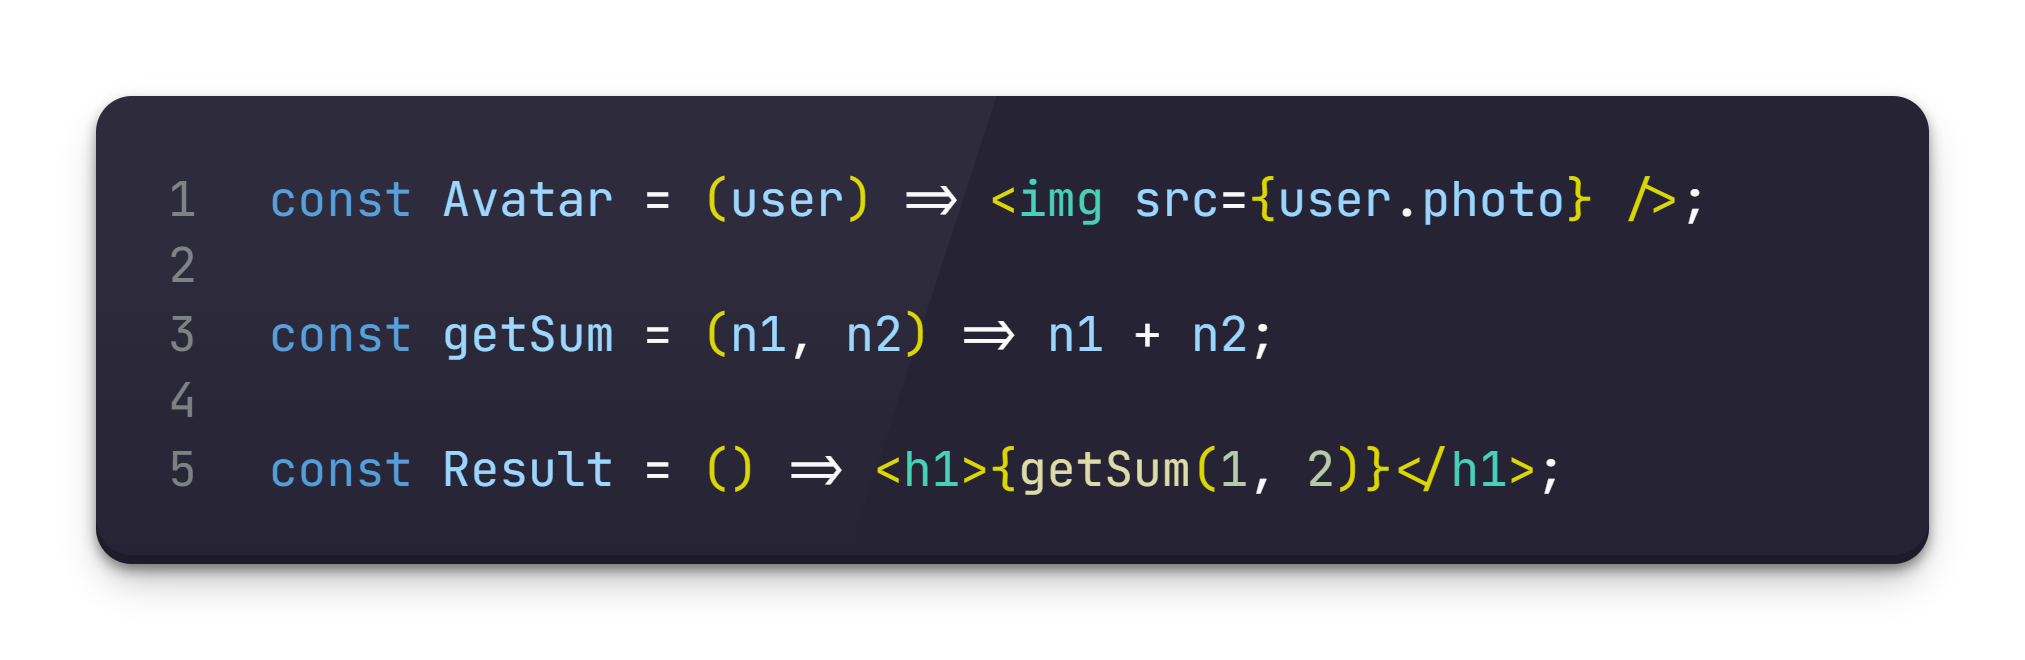 1 const Avatar = (user) => <img src={user.photo} />;
2
3 const getSum = (n1, n2) => n1 + n2;
4
5 const Result = () => <h1>{getSum(1, 2)}</h1>;